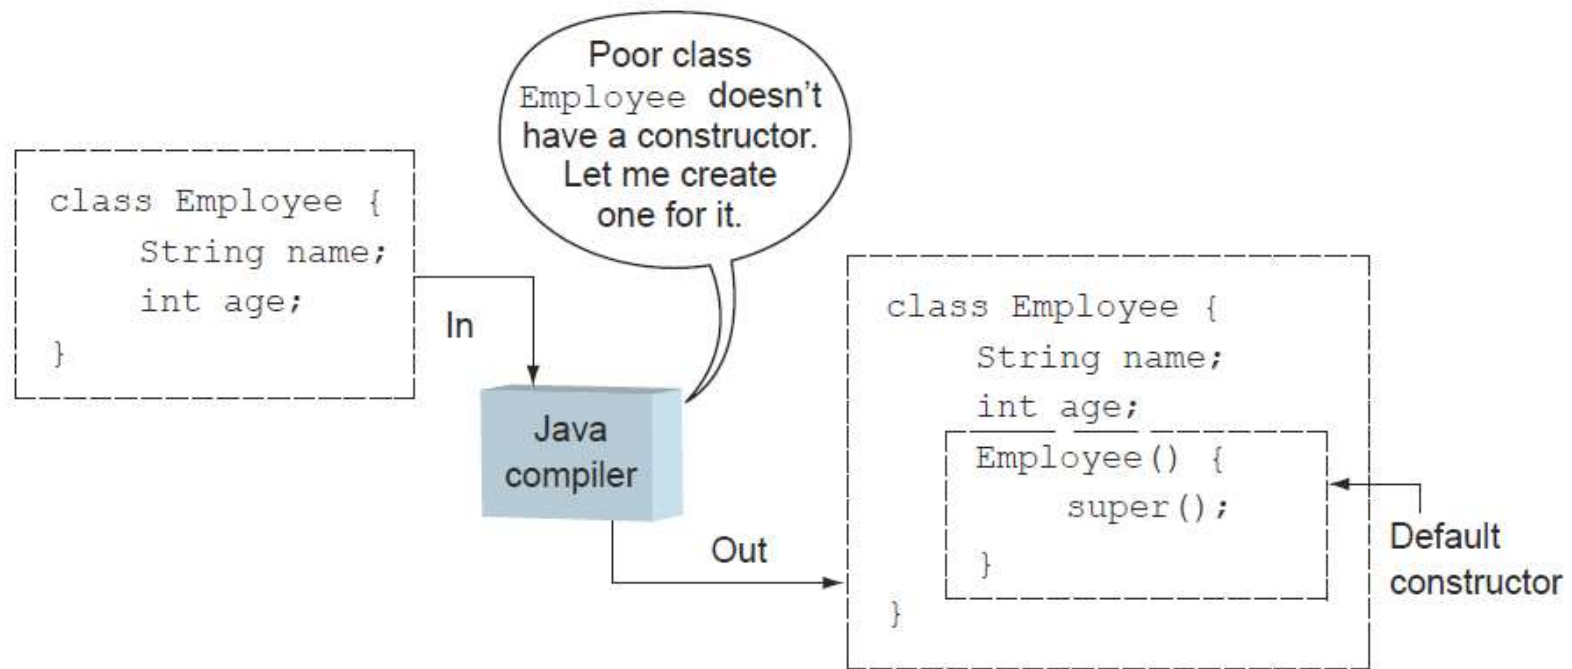 Poor class
Employee doesn’t
have a constructor.
Let me create
one for it.
class Employee {
String name;
int age;
}
In
Java
compiler
Out
class Employee {
String name;
int age;
Employee() {
super();
}
}
Default
constructor